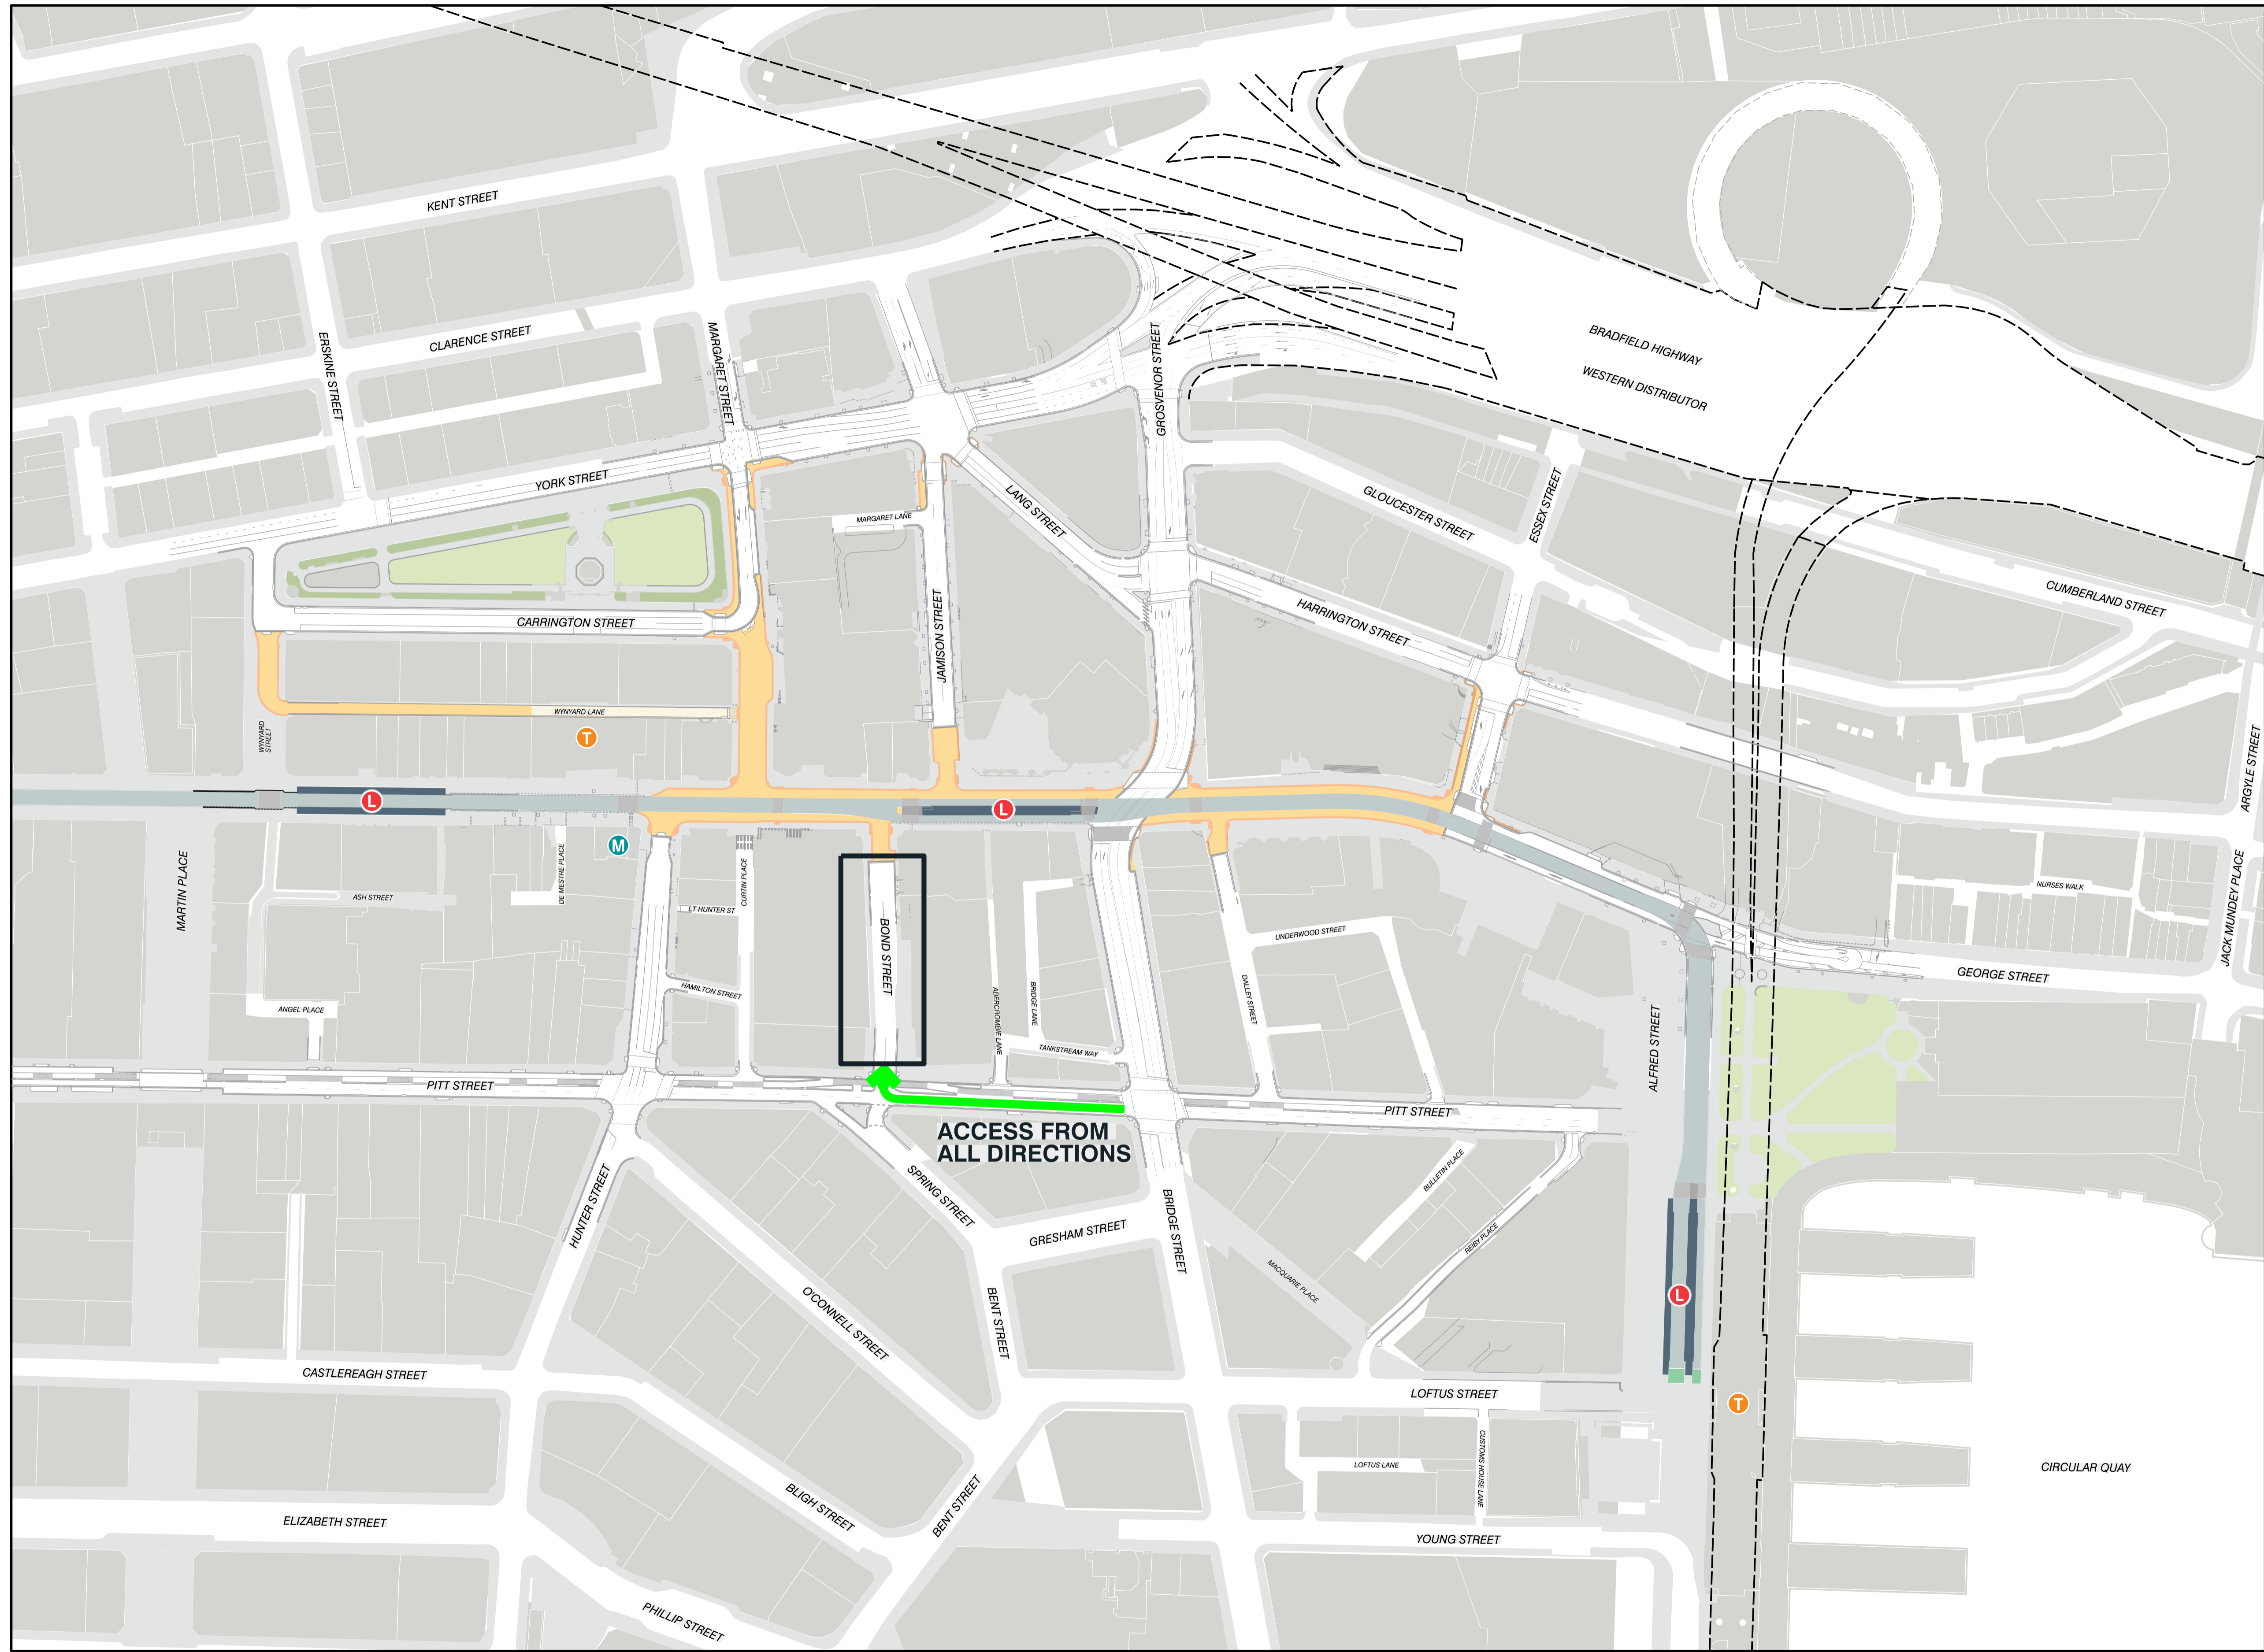 KENT STREET
CLARENCE STREET
ERSKINE STREET
MARGARET STREET
GROSVENOR STREET
BRADFIELD HIGHWAY
WESTERN DISTRIBUTOR
YORK STREET
LANG STREET
MARGARET LANE
GLOUCESTER STREET
ESSEX STREET
CUMBERLAND STREET
CARRINGTON STREET
JAMISON STREET
HARRINGTON STREET
WYNYARD LANE
WYNYARD
STREET
T
ARGYLE STREET
L
L
M
MARTIN PLACE
ASH STREET
DE MESTRE PLACE
CURTIN PLACE
LT HUNTER ST
BOND STREET
UNDERWOOD STREET
NURSES WALK
JACK MUNDEY PLACE
HAMILTON STREET
ABERCROMBIE LANE
BRIDGE LANE
DALLEY STREET
GEORGE STREET
ANGEL PLACE
TANKSTREAM WAY
ALFRED STREET
PITT STREET
PITT STREET
ACCESS FROM
ALL DIRECTIONS
HUNTER STREET
SPRING STREET
GRESHAM STREET
BRIDGE STREET
BULLETIN PLACE
REIBY PLACE
MACQUARIE PLACE
O'CONNELL STREET
BENT STREET
L
CASTLEREAGH STREET
LOFTUS STREET
T
LOFTUS LANE
CUSTOMS HOUSE LANE
CIRCULAR QUAY
BLIGH STREET
BENT STREET
ELIZABETH STREET
YOUNG STREET
PHILLIP STREET